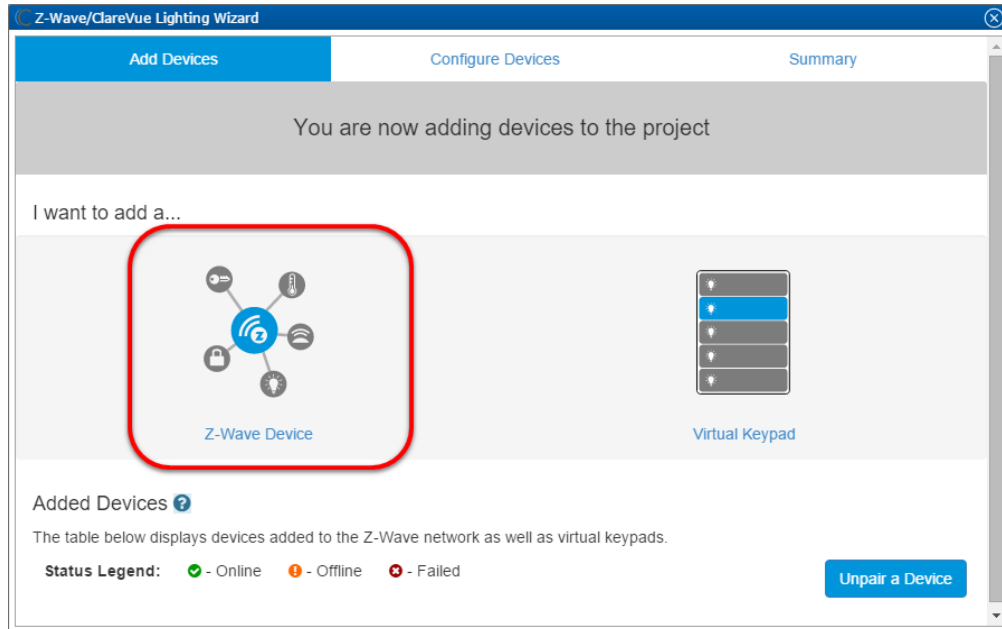 Z-Wave/ClareVue Lighting Wizard
Add Devices Configure Devices Summary
You are now adding devices to the project
I want to add a...
Z-Wave Device Virtual Keypad
Added Devices ?
The table below displays devices added to the Z-Wave network as well as virtual keypads.
Status Legend: - Online - Offline - Failed
Unpair a Device